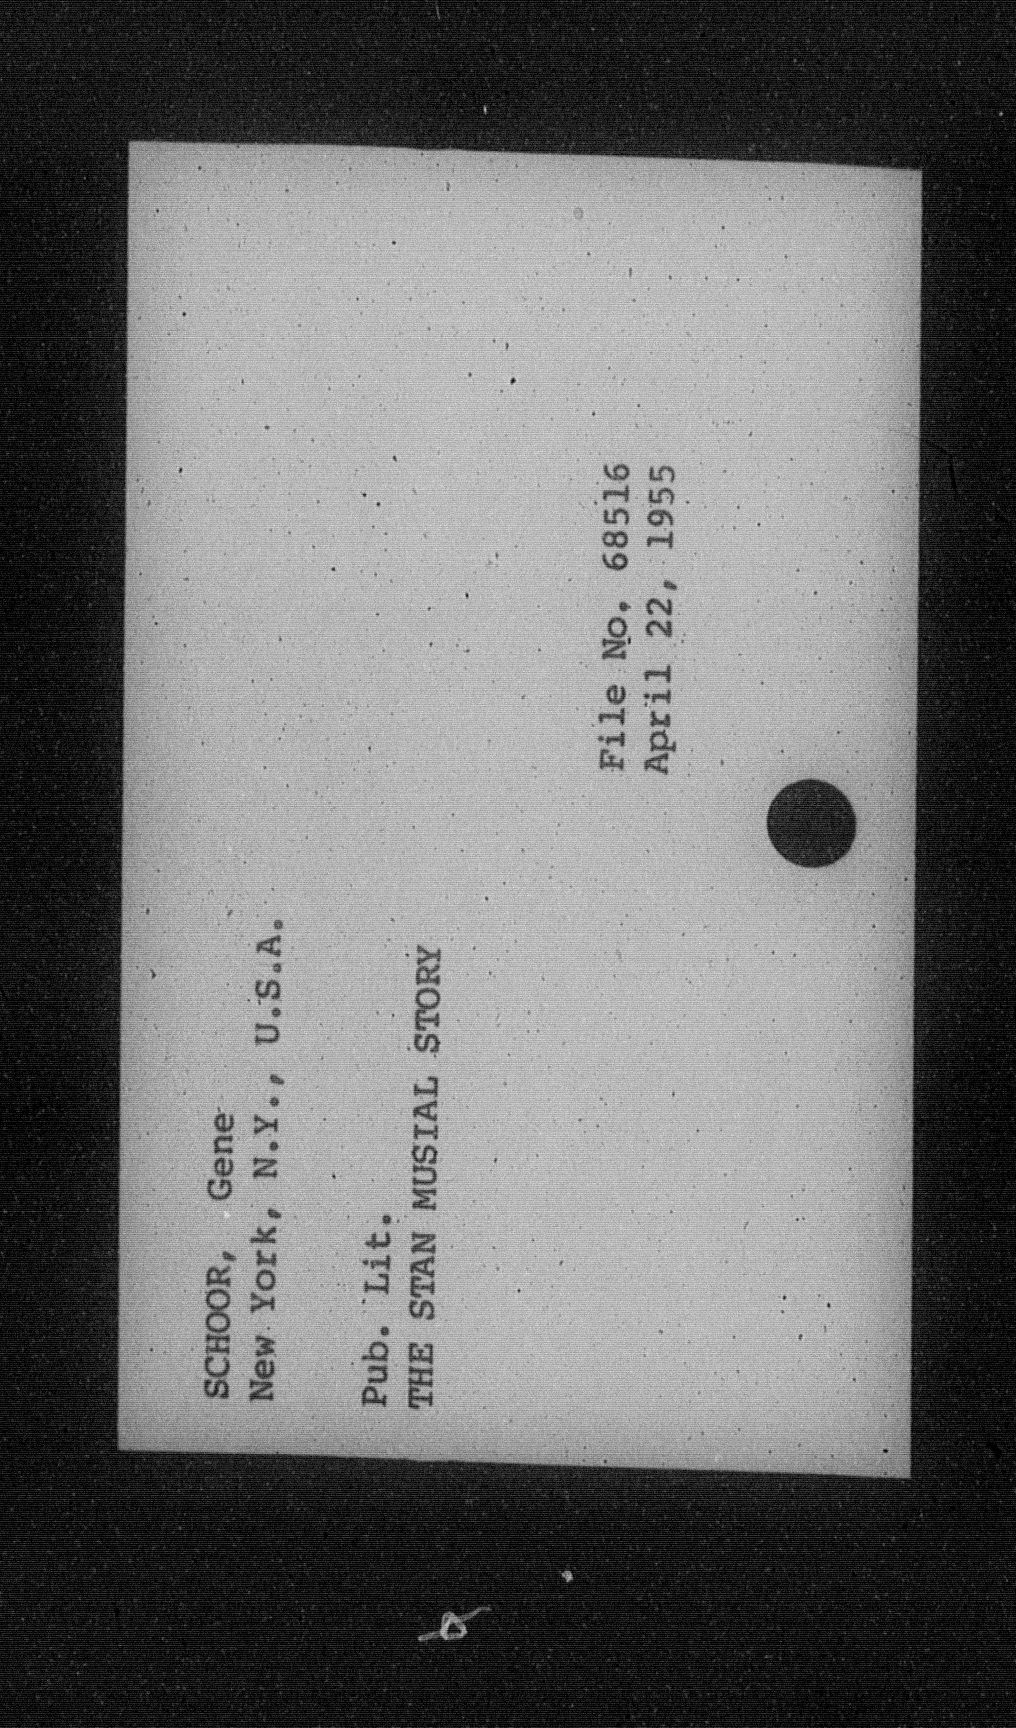 SCHOOR, Gene
New York, N.Y., U.S.A.
Pub. Lit.
THE STAN MUSIAL STORY
File No. 68516
April 22, 1955